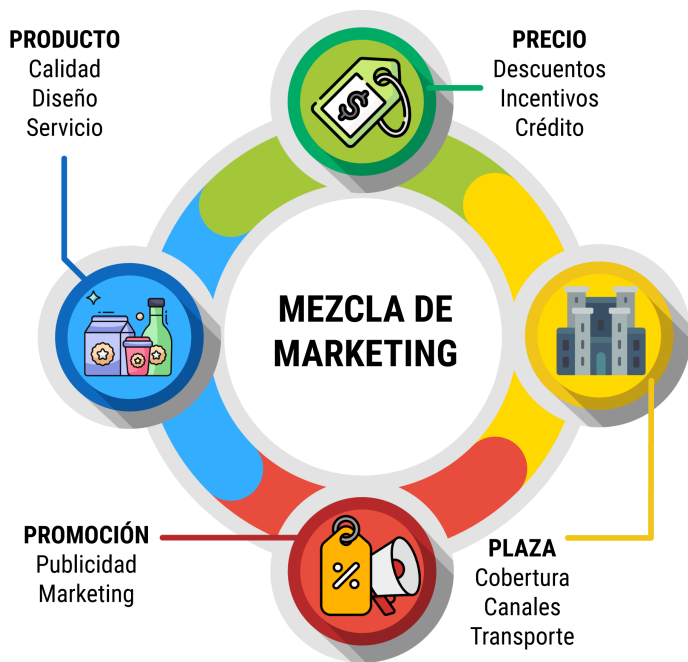 PRODUCTO
Calidad
Diseño
Servicio
PRECIO
Descuentos
Incentivos
Crédito
$
MEZCLA DE
MARKETING
PROMOCIÓN
Publicidad
Marketing
%
PLAZA
Cobertura
Canales
Transporte